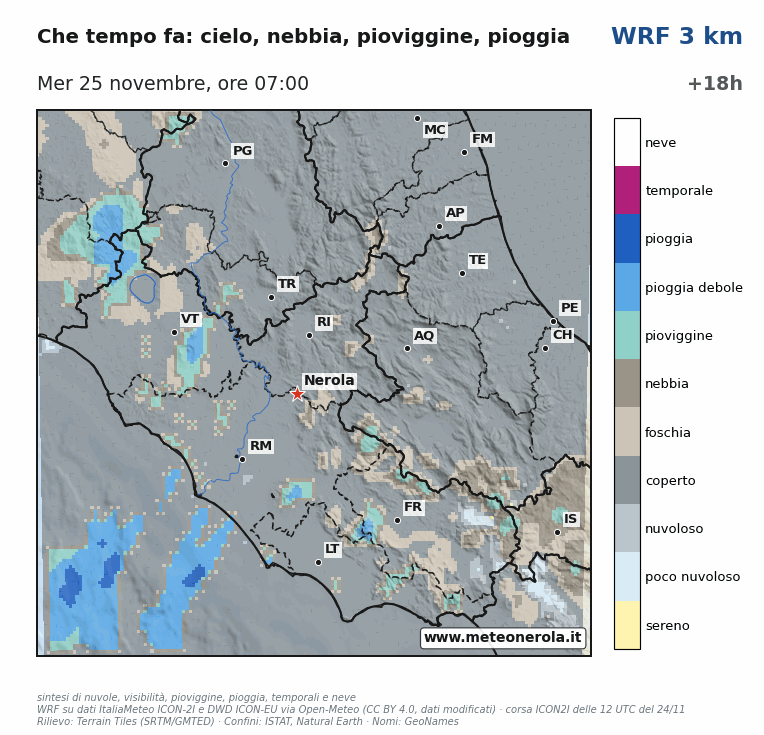 Che tempo fa: cielo, nebbia, pioviggine, pioggia
WRF 3 km
Mer 25 novembre, ore 07:00
+18h
MC
FM
PG
AP
TE
TR
PE
VT
RI
AQ
CH
Nerola
RM
FR
IS
LT
www.meteonerola.it
neve
temporale
pioggia
pioggia debole
pioviggine
nebbia
foschia
coperto
nuvoloso
poco nuvoloso
sereno
sintesi di nuvole, visibilità, pioviggine, pioggia, temporali e neve
WRF su dati ItaliaMeteo ICON-2I e DWD ICON-EU via Open-Meteo (CC BY 4.0, dati modificati) · corsa ICON2I delle 12 UTC del 24/11
Rilievo: Terrain Tiles (SRTM/GMTED) · Confini: ISTAT, Natural Earth · Nomi: GeoNames